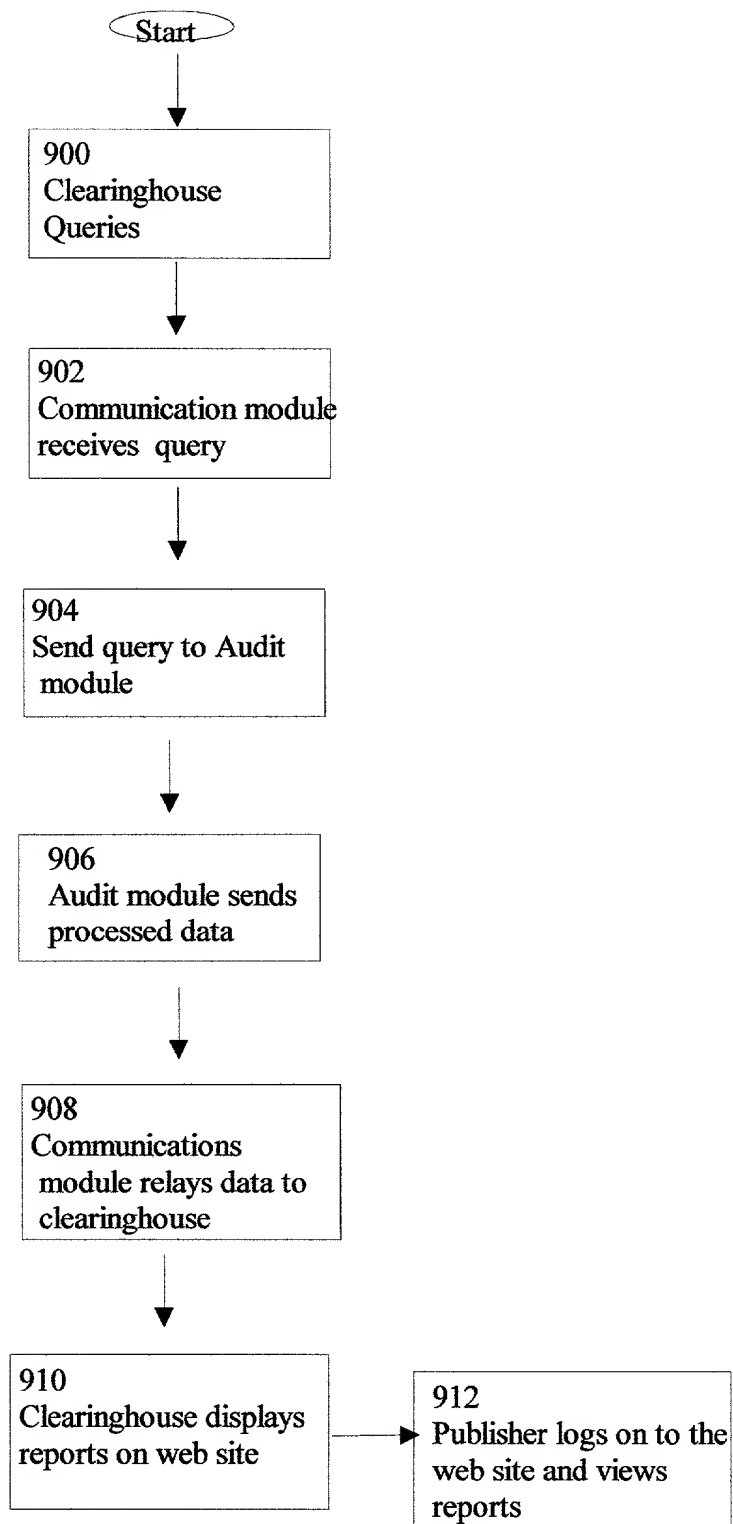 Start
900
Clearinghouse
Queries
902
Communication module
receives query
904
Send query to Audit
module
906
Audit module sends
processed data
908
Communications
module relays data to
clearinghouse
910
Clearinghouse displays
reports on web site
912
Publisher logs on to the
web site and views
reports